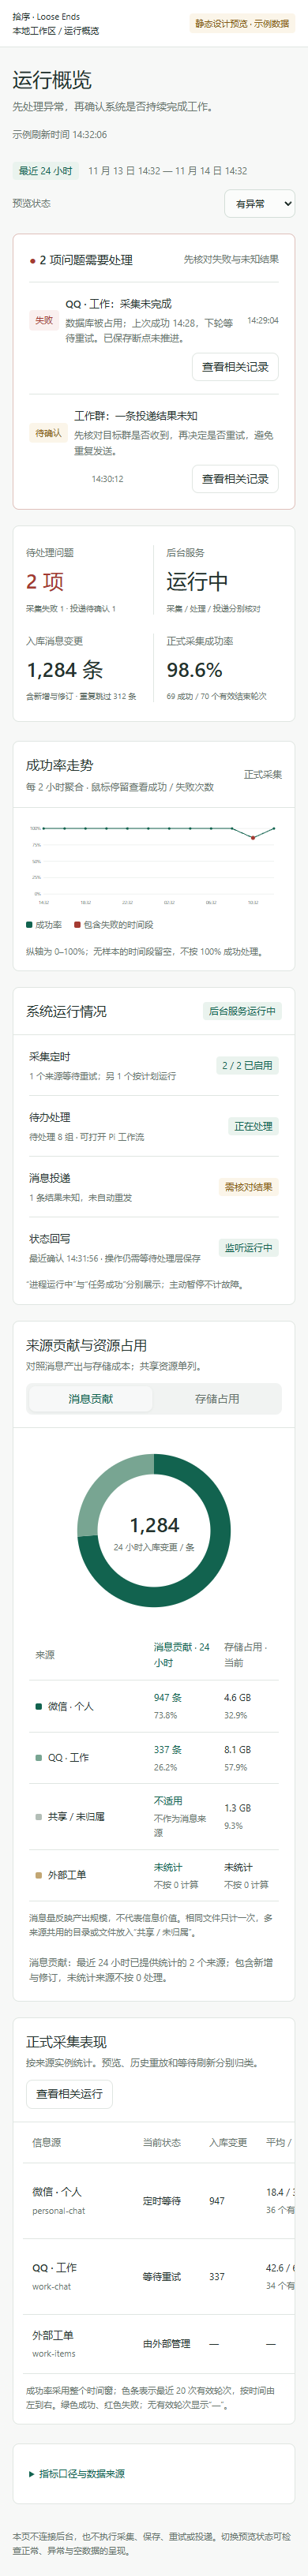 拾序 · Loose Ends
本地工作区 / 运行概览
静态设计预览 · 示例数据
运行概览
先处理异常，再确认系统是否持续完成工作。
示例刷新时间 14:32:06
最近 24 小时
11 月 13 日 14:32 — 11 月 14 日 14:32
预览状态
有异常
2 项问题需要处理
先核对失败与未知结果
失败
QQ · 工作：采集未完成
数据库被占用；上次成功 14:28，下轮等
待重试。已保存断点未推进。
14:29:04
查看相关记录
待确认
工作群：一条投递结果未知
先核对目标群是否收到，再决定是否重试，避免
重复发送。
14:30:12
查看相关记录
待处理问题
2 项
采集失败 1 · 投递待确认 1
后台服务
运行中
采集 / 处理 / 投递分别核对
入库消息变更
1,284 条
含新增与修订 · 重复跳过 312 条
正式采集成功率
98.6%
69 成功 / 70 个有效结束轮次
成功率走势
每 2 小时聚合 · 鼠标停留查看成功 / 失败次数
正式采集
100%
75%
50%
25%
0%
14:32
18:32
22:32
02:32
06:32
10:32
成功率
包含失败的时间段
纵轴为 0–100%；无样本的时间段留空，不按 100% 成功处理。
系统运行情况
后台服务运行中
采集定时
1 个来源等待重试；另 1 个按计划运行
2 / 2 已启用
待办处理
待处理 8 组 · 可打开 Pi 工作流
正在处理
消息投递
1 条结果未知，未自动重发
需核对结果
状态回写
最近确认 14:31:56 · 操作仍需等待处理层保存
监听运行中
“进程运行中”与“任务成功”分别展示；主动暂停不计故障。
来源贡献与资源占用
对照消息产出与存储成本；共享资源单列。
消息贡献
存储占用
1,284
24 小时入库变更 / 条
来源
消息贡献 · 24
小时
存储占用 ·
当前
微信 · 个人
947 条
73.8%
4.6 GB
32.9%
QQ · 工作
337 条
26.2%
8.1 GB
57.9%
共享 / 未归属
不适用
不作为消息来
源
1.3 GB
9.3%
外部工单
未统计
不按 0 计算
未统计
不按 0 计算
消息量反映产出规模，不代表信息价值。相同文件只计一次，多
来源共用的目录或文件放入“共享 / 未归属”。
消息贡献：最近 24 小时已提供统计的 2 个来源；包含新增
与修订，未统计来源不按 0 处理。
正式采集表现
按来源实例统计。预览、历史重放和等待刷新分别归类。
查看相关运行
信息源
当前状态
入库变更
平均 /
微信 · 个人
personal-chat
定时等待
947
18.4 /
36 个有
QQ · 工作
work-chat
等待重试
337
42.6 /
34 个有
外部工单
work-items
由外部管理
—
—
成功率采用整个时间窗；色条表示最近 20 次有效轮次，按时间由
左到右。绿色成功、红色失败；无有效轮次显示“—”。
指标口径与数据来源
本页不连接后台，也不执行采集、保存、重试或投递。切换预览状态可检
查正常、异常与空数据的呈现。